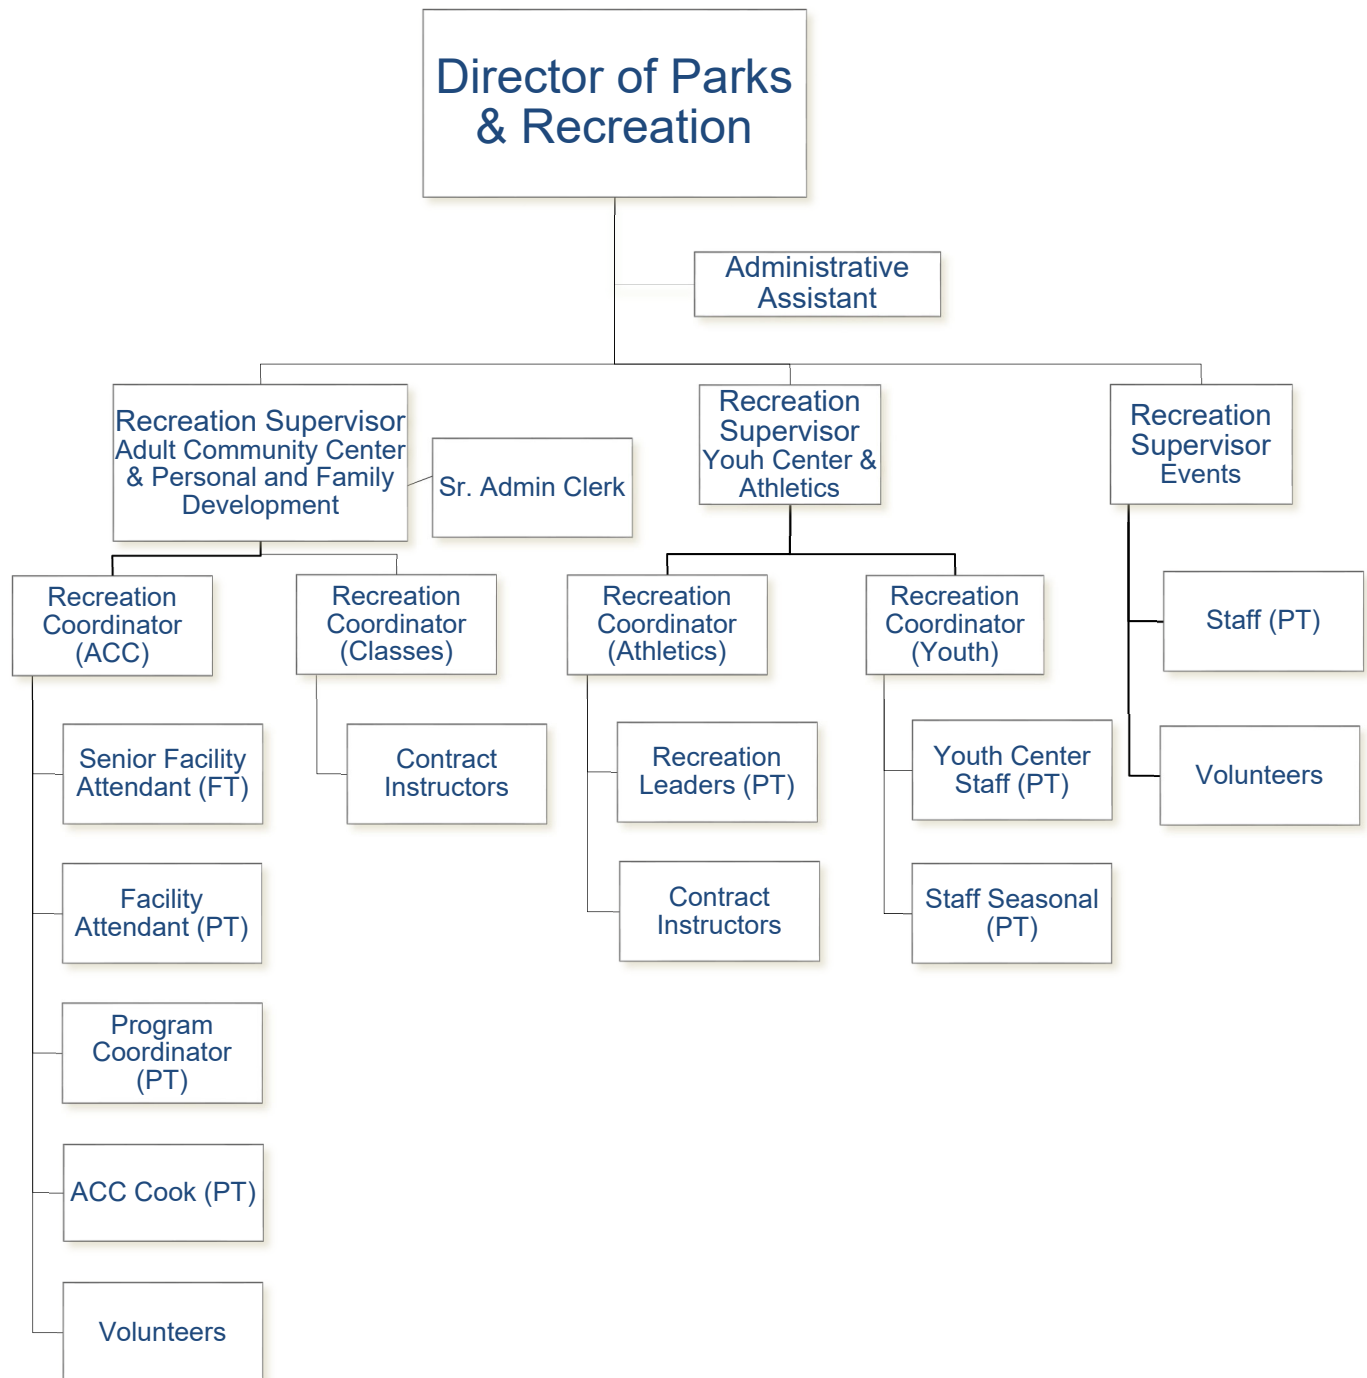 Director of Parks
& Recreation
Administrative
Assistant
Recreation Supervisor
Adult Community Center
& Personal and Family
Development
Sr. Admin Clerk
Recreation
Supervisor
Youh Center &
Athletics
Recreation
Supervisor
Events
Recreation
Coordinator
(ACC)
Recreation
Coordinator
(Classes)
Recreation
Coordinator
(Athletics)
Recreation
Coordinator
(Youth)
Staff (PT)
Senior Facility
Attendant (FT)
Contract
Instructors
Recreation
Leaders (PT)
Youth Center
Staff (PT)
Volunteers
Facility
Attendant (PT)
Contract
Instructors
Staff Seasonal
(PT)
Program
Coordinator
(PT)
ACC Cook (PT)
Volunteers